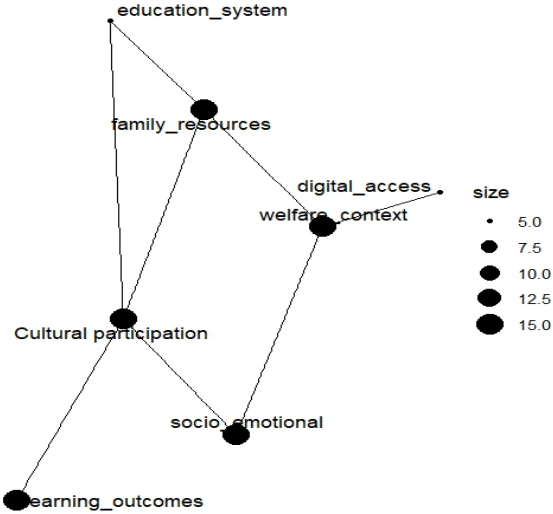 education_system
family_resources
digital_access
size
welfare_context
5.0
7.5
10.0
12.5
15.0
Cultural participation
socio_emotional
earning_outcomes